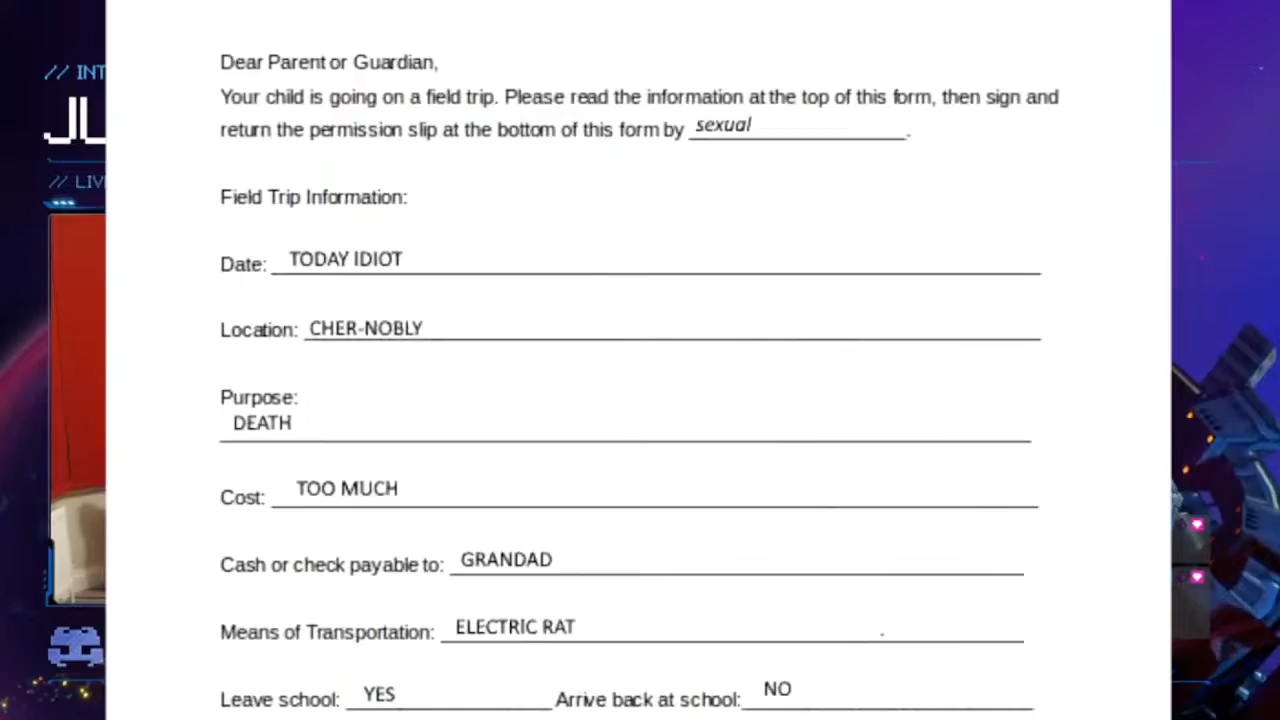 // INT
JL
// LIV
Dear Parent or Guardian,
Your child is going on a field trip. Please read the information at the top of this form, then sign and
return the permission slip at the bottom of this form by sexual.
Field Trip Information:
Date: TODAY IDIOT
Location: CHER-NOBLY
Purpose:
DEATH
Cost: TOO MUCH
Cash or check payable to: GRANDAD
Means of Transportation: ELECTRIC RAT
Leave school: YES Arrive back at school: NO